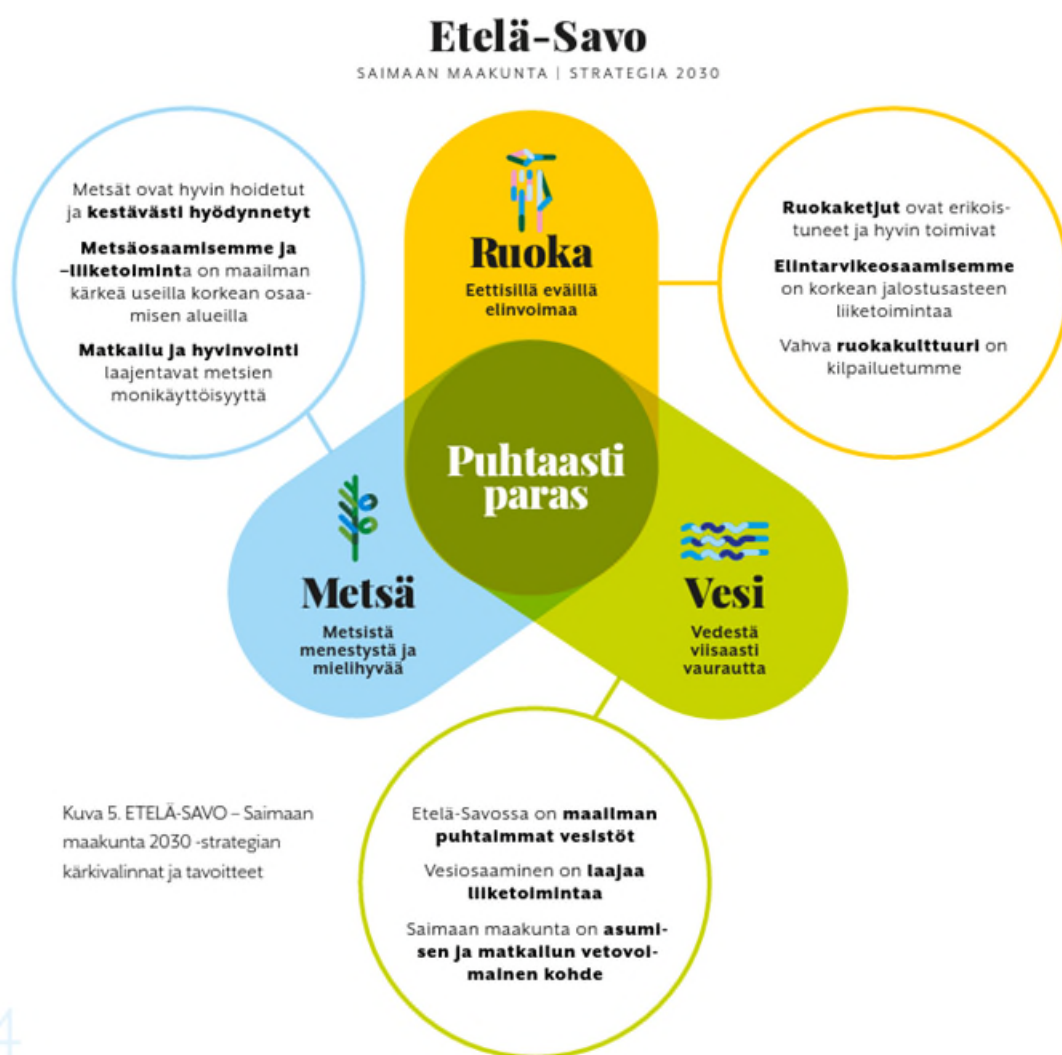 Etelä-Savo
SAIMAAN MAAKUNTA | STRATEGIA 2030
Metsät ovat hyvin hoidetut
ja kestävästi hyödynnetyt
Metsäosaamisemme ja
–liiketoiminta on maailman
kärkeä useilla korkean osaa-
misen alueilla
Matkailu ja hyvinvointi
laajentavat metsien
monikäyttöisyyttä
Ruoka
Eettisillä eväillä
elinvoimaa
Ruokaketjut ovat erikois-
tuneet ja hyvin toimivat
Elintarvikeosaamisemme
on korkean jalostusasteen
liiketoimintaa
Vahva ruokakulttuuri on
kilpailuetumme
Puhtaasti
paras
Metsä
Metsistä
menestystä ja
mielihyvää
Vesi
Vedestä
viisaasti
vaurautta
Kuva 5. ETELÄ-SAVO – Saimaan
maakunta 2030 -strategian
kärkivalinnat ja tavoitteet
Etelä-Savossa on maailman
puhtaimmat vesistöt
Vesiosaaminen on laajaa
liiketoimintaa
Saimaan maakunta on asumi-
sen ja matkailun vetovoi-
mainen kohde
4